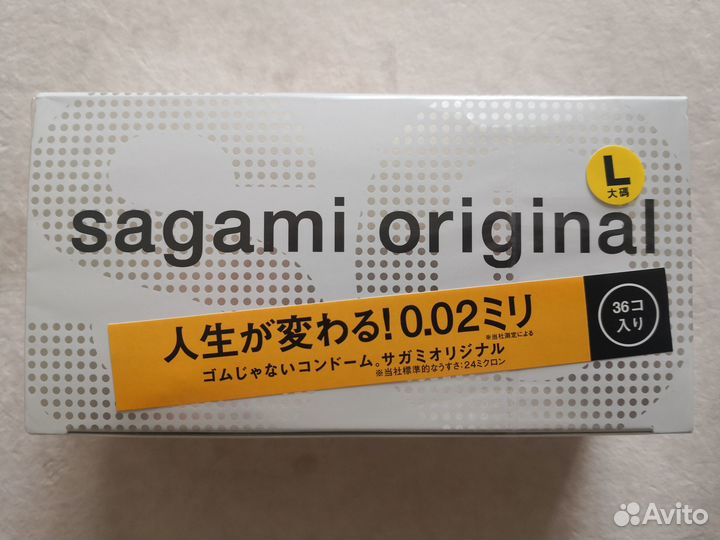 L
大碼
sagami original
人生が変わる!0.02ミリ
※当社測定による
ゴムじゃないコンドーム。サガミオリジナル
※当社標準的なうすさ:24ミクロン
36コ
入り
Avito